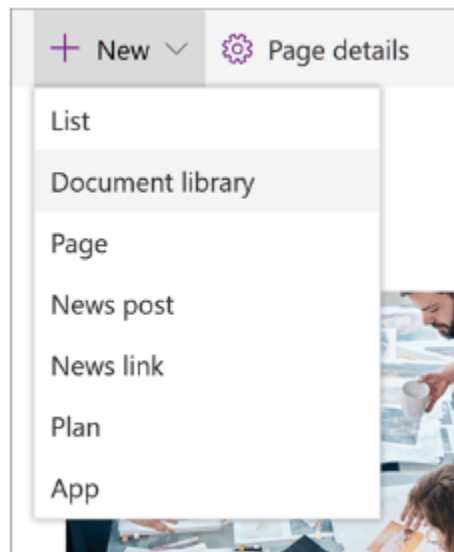 New
Page details
List
Document library
Page
News post
News link
Plan
App